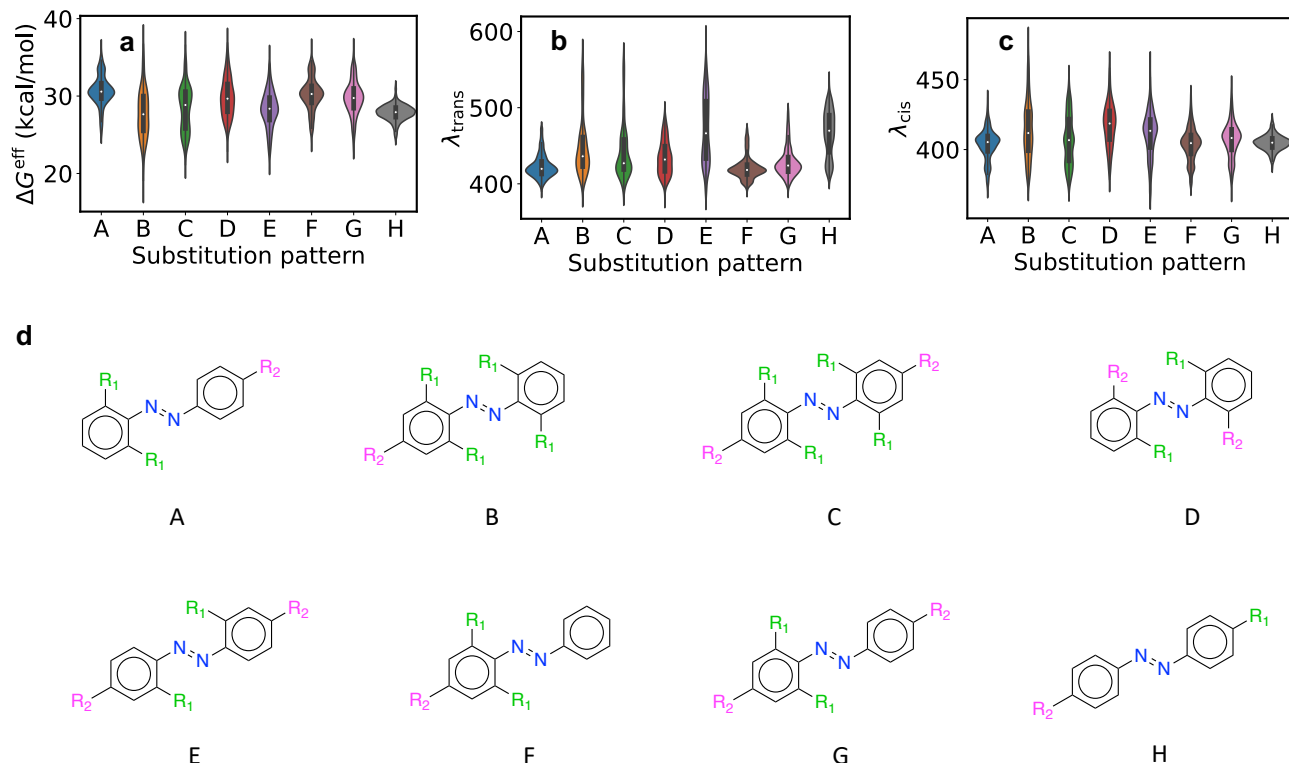 a
40
30
20
ΔG^eff (kcal/mol)
A B C D E F G H
Substitution pattern
b
600
500
400
λtrans
A B C D E F G H
Substitution pattern
c
450
400
λcis
A B C D E F G H
Substitution pattern
d
R1
N N
R2
R1
A
R1
R1
N N
R2
R1
R1
B
R1
R1
R2
N N
R2
R1
R1
C
R2
R1
N N
R1
R2
D
R1
R2
N N
R2
R1
E
R1
N N
R2
R1
F
R1
R2
N N
R2
R1
G
R1
N N
R2
H